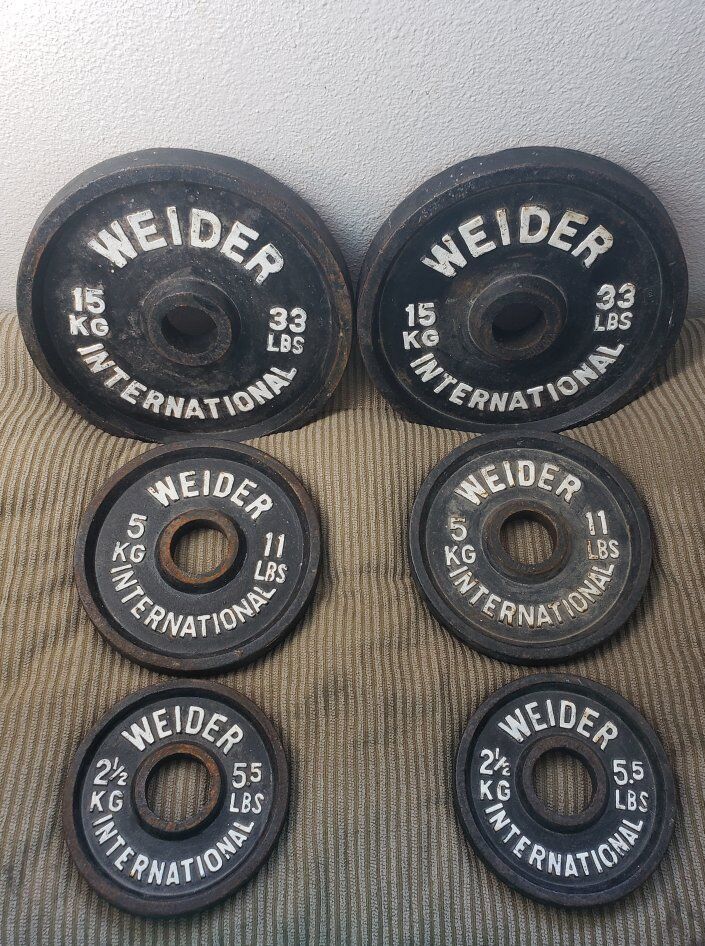 WEIDER
15 KG
33 LBS
INTERNATIONAL
WEIDER
15 KG
33 LBS
INTERNATIONAL
WEIDER
5 KG
11 LBS
INTERNATIONAL
WEIDER
5 KG
11 LBS
INTERNATIONAL
WEIDER
2½ KG
5.5 LBS
INTERNATIONAL
WEIDER
2½ KG
5.5 LBS
INTERNATIONAL